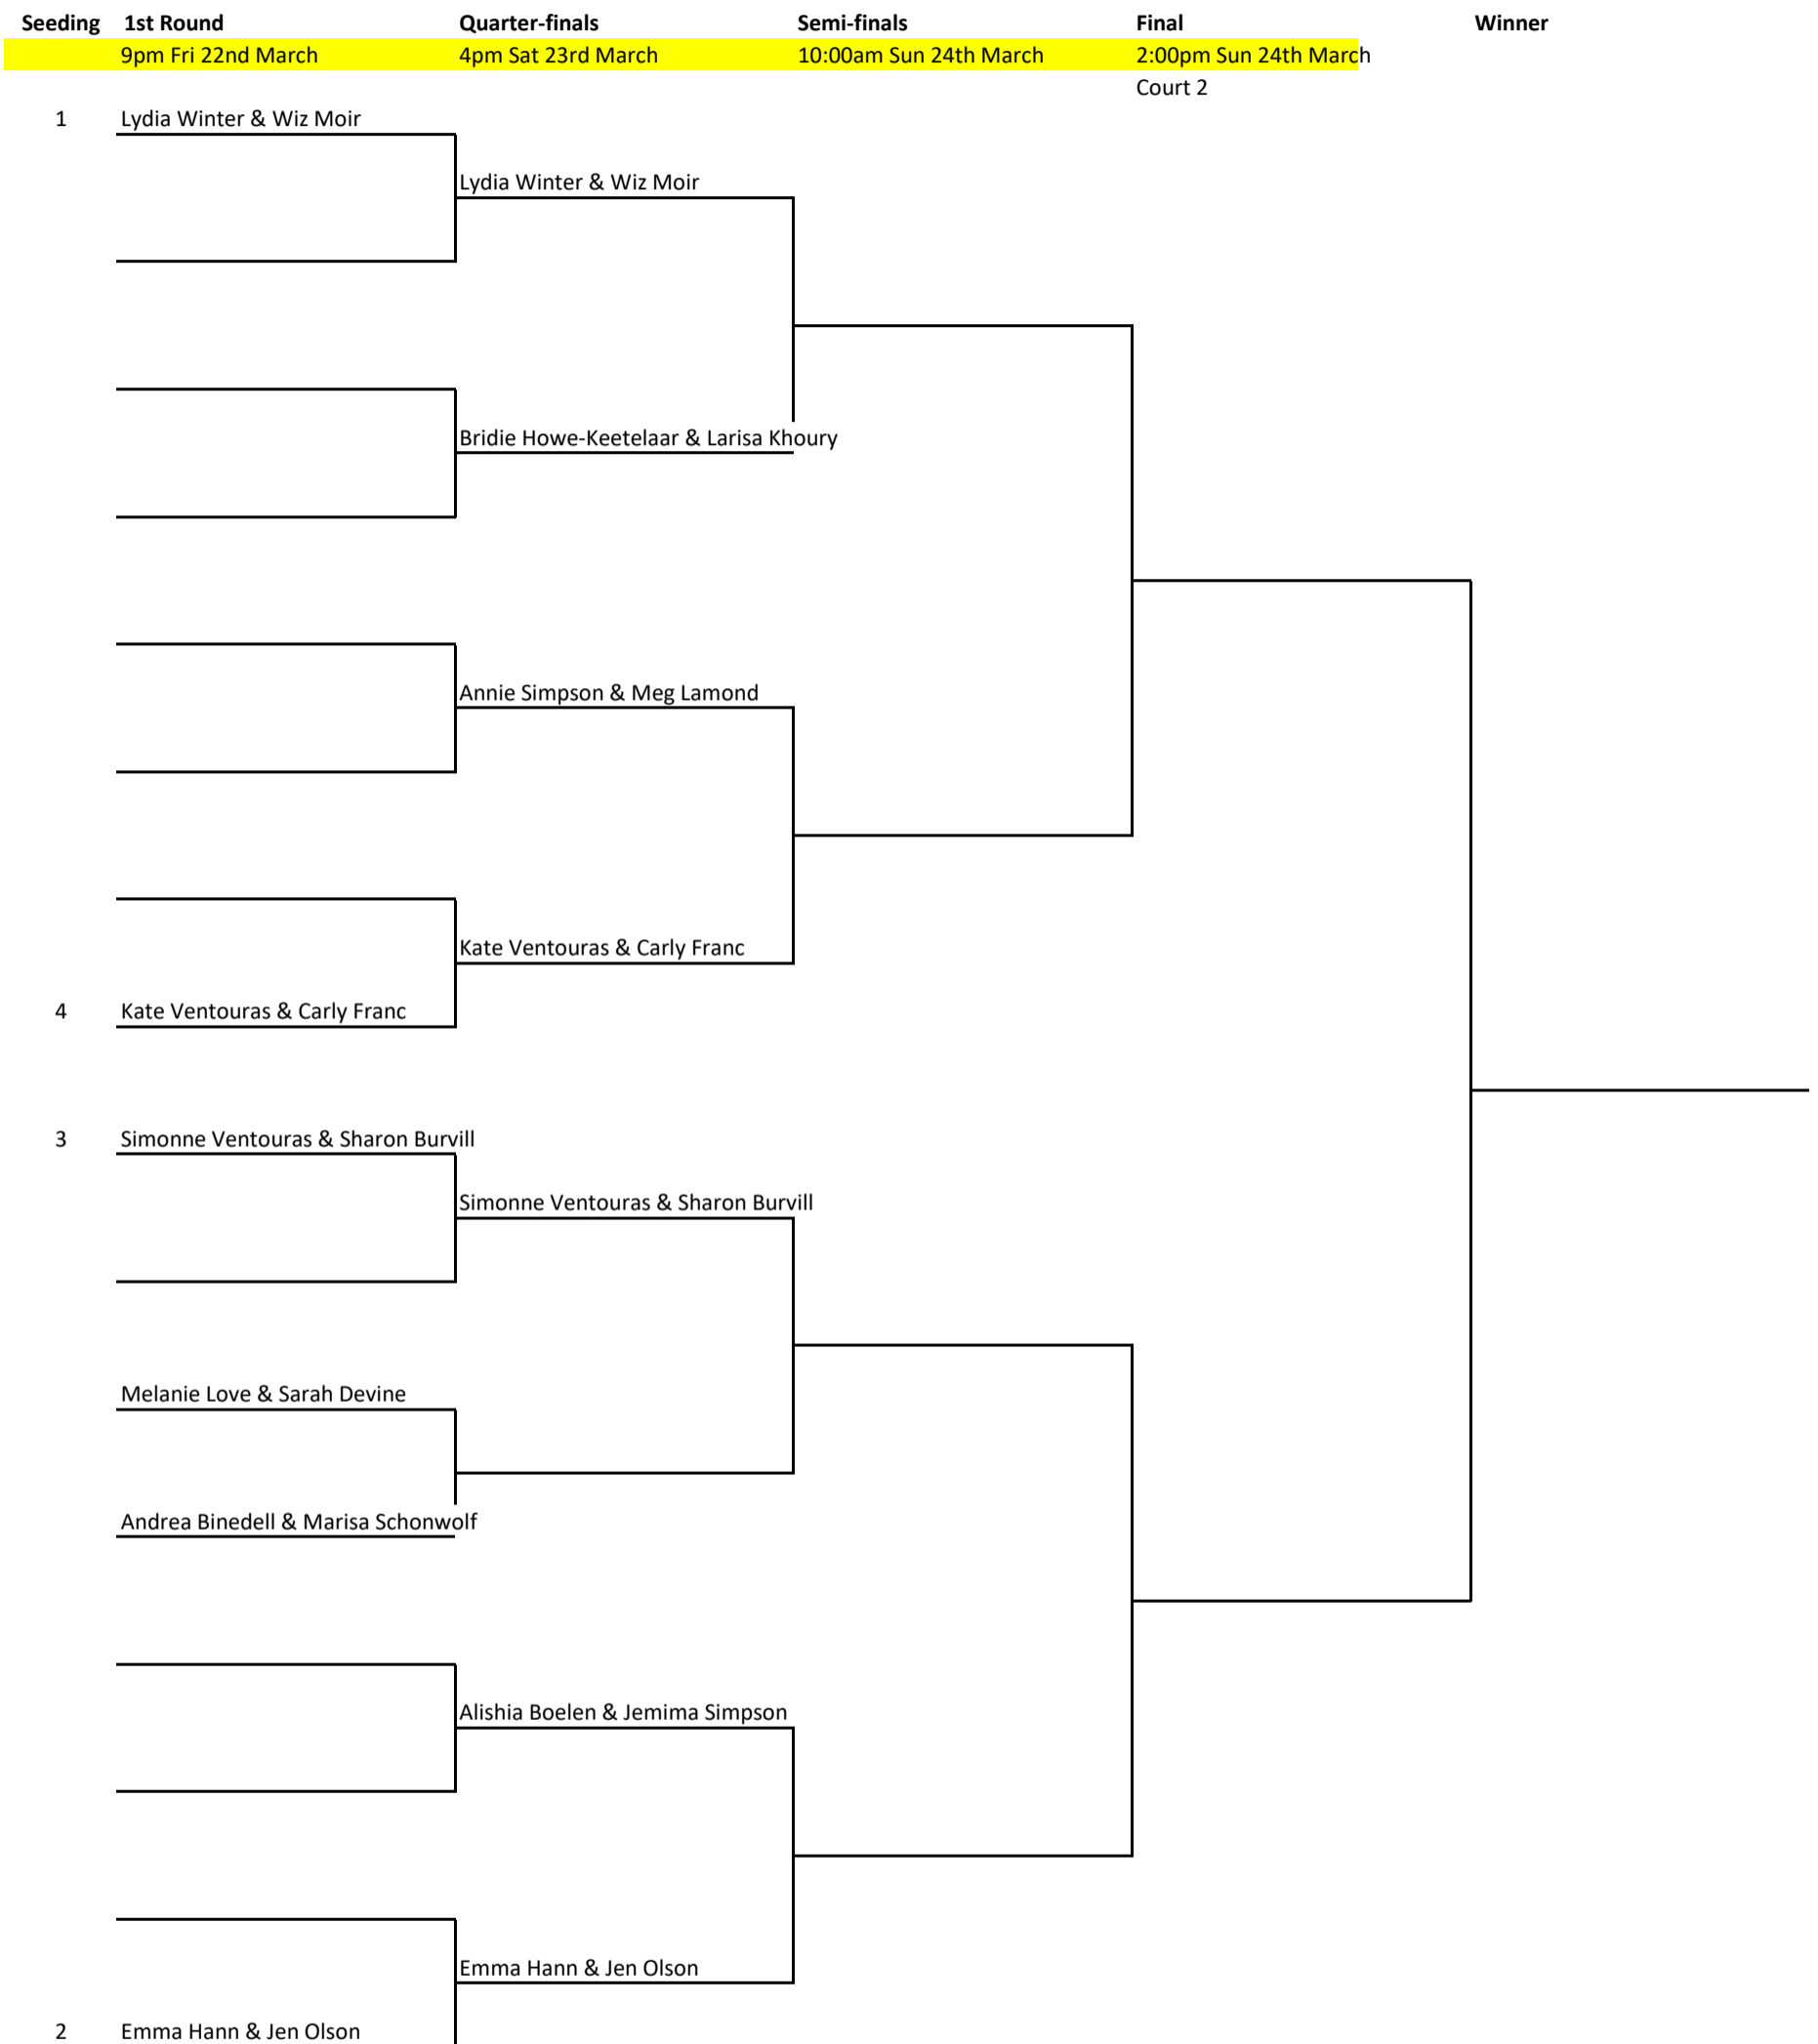 Seeding 1st Round Quarter-finals Semi-finals Final Winner
9pm Fri 22nd March 4pm Sat 23rd March 10:00am Sun 24th March 2:00pm Sun 24th March
Court 2
1 Lydia Winter & Wiz Moir
Lydia Winter & Wiz Moir
Bridie Howe-Keetelaar & Larisa Khoury
Annie Simpson & Meg Lamond
Kate Ventouras & Carly Franc
4 Kate Ventouras & Carly Franc
3 Simonne Ventouras & Sharon Burvill
Simonne Ventouras & Sharon Burvill
Melanie Love & Sarah Devine
Andrea Binedell & Marisa Schonwolf
Alishia Boelen & Jemima Simpson
Emma Hann & Jen Olson
2 Emma Hann & Jen Olson